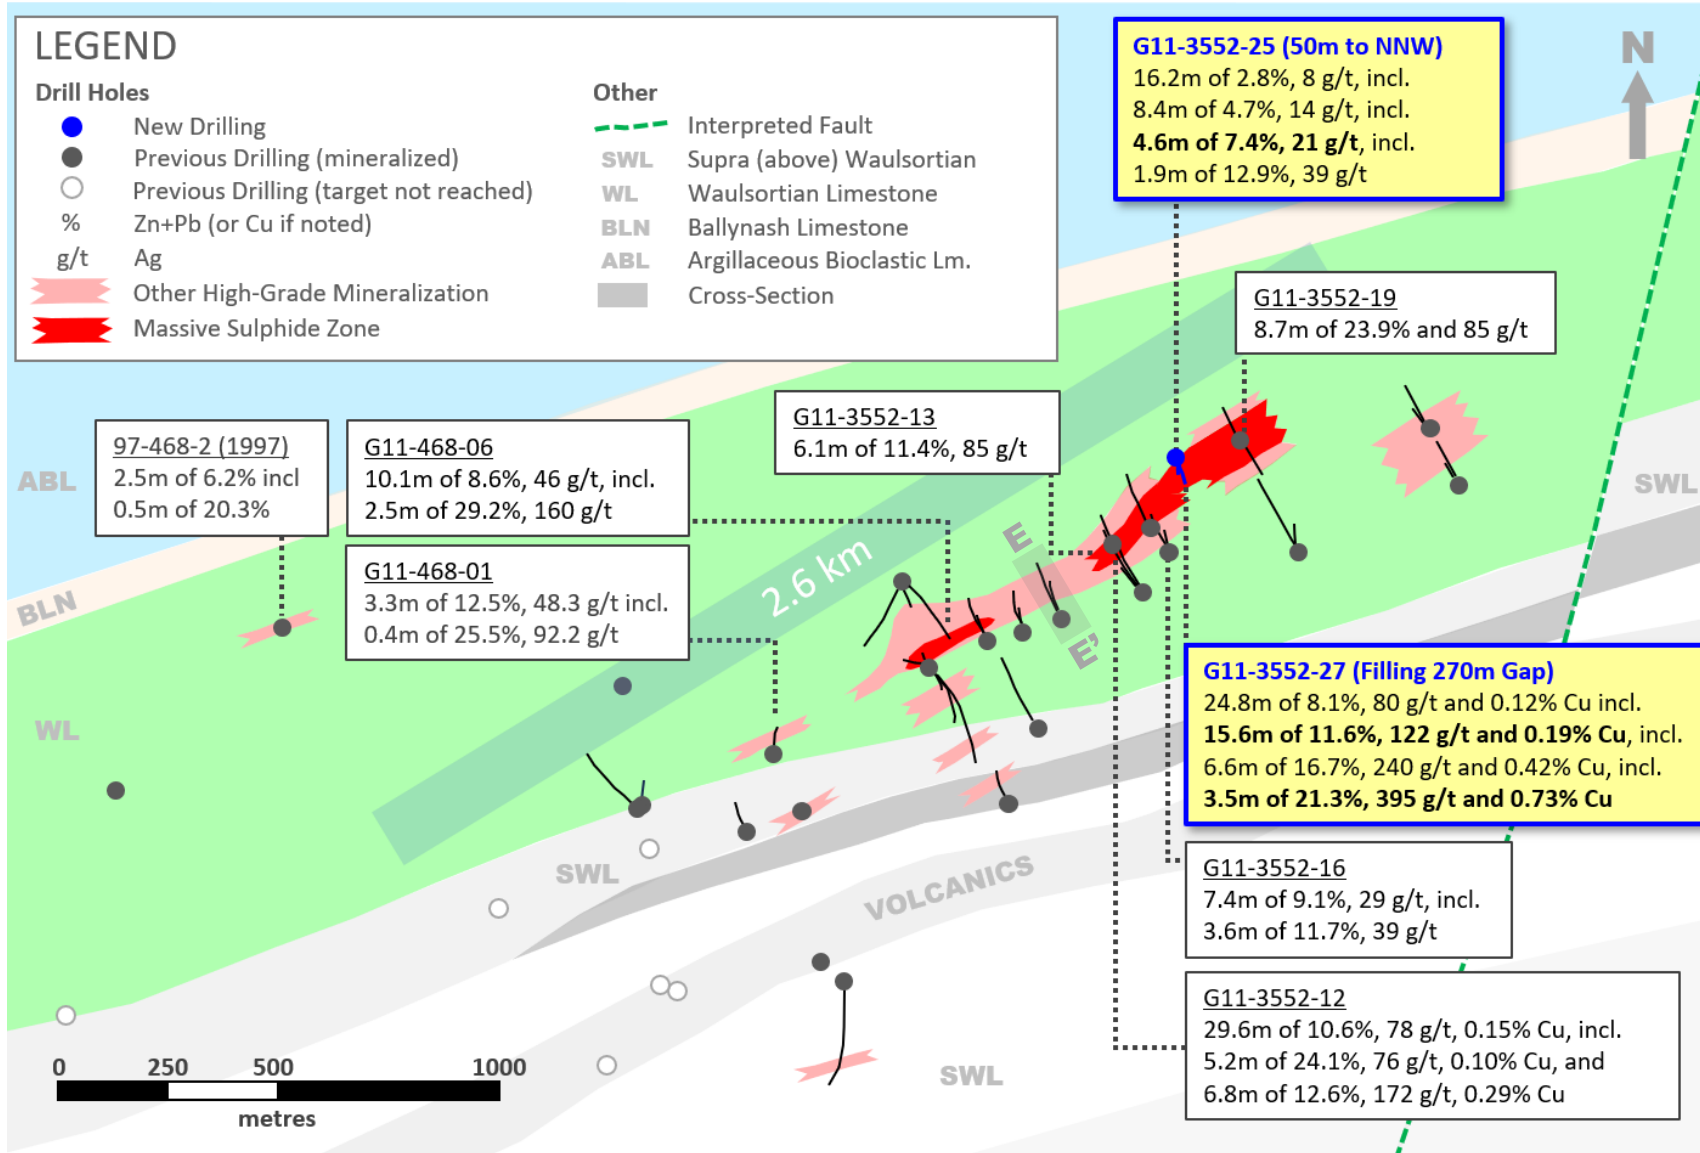 LEGEND
Drill Holes
New Drilling
Previous Drilling (mineralized)
Previous Drilling (target not reached)
% Zn+Pb (or Cu if noted)
g/t Ag
Other High-Grade Mineralization
Massive Sulphide Zone
Other
Interpreted Fault
SWL Supra (above) Waulsortian
WL Waulsortian Limestone
BLN Ballynash Limestone
ABL Argillaceous Bioclastic Lm.
Cross-Section
G11-3552-25 (50m to NNW)
16.2m of 2.8%, 8 g/t, incl.
8.4m of 4.7%, 14 g/t, incl.
4.6m of 7.4%, 21 g/t, incl.
1.9m of 12.9%, 39 g/t
N
G11-3552-19
8.7m of 23.9% and 85 g/t
G11-3552-13
6.1m of 11.4%, 85 g/t
97-468-2 (1997)
2.5m of 6.2% incl
0.5m of 20.3%
G11-468-06
10.1m of 8.6%, 46 g/t, incl.
2.5m of 29.2%, 160 g/t
G11-468-01
3.3m of 12.5%, 48.3 g/t incl.
0.4m of 25.5%, 92.2 g/t
ABL
BLN
WL
2.6 km
E
E'
SWL
G11-3552-27 (Filling 270m Gap)
24.8m of 8.1%, 80 g/t and 0.12% Cu incl.
15.6m of 11.6%, 122 g/t and 0.19% Cu, incl.
6.6m of 16.7%, 240 g/t and 0.42% Cu, incl.
3.5m of 21.3%, 395 g/t and 0.73% Cu
SWL
VOLCANICS
G11-3552-16
7.4m of 9.1%, 29 g/t, incl.
3.6m of 11.7%, 39 g/t
G11-3552-12
29.6m of 10.6%, 78 g/t, 0.15% Cu, incl.
5.2m of 24.1%, 76 g/t, 0.10% Cu, and
6.8m of 12.6%, 172 g/t, 0.29% Cu
SWL
0 250 500 1000
metres